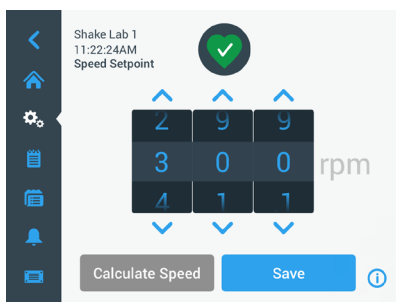 Shake Lab 1
11:22:24AM
Speed Setpoint
2 9 9
3 0 0 rpm
4 1 1
Calculate Speed Save
i